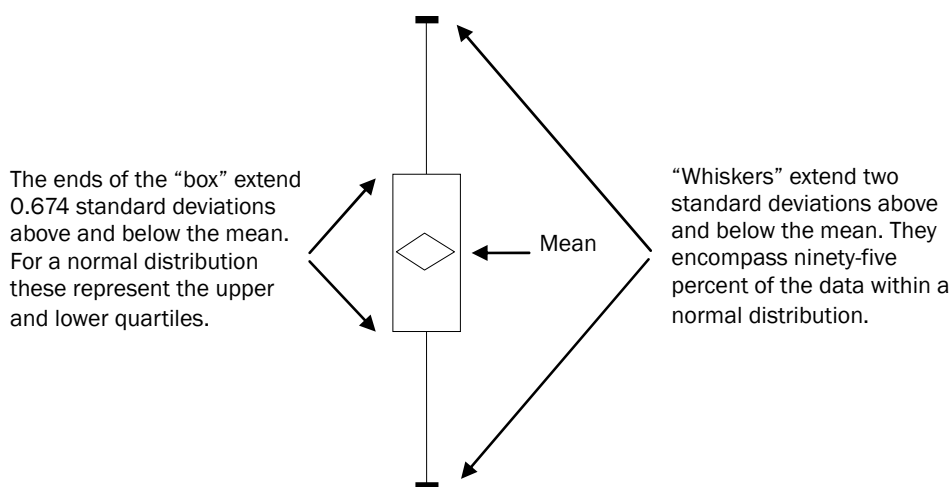 The ends of the “box” extend
0.674 standard deviations
above and below the mean.
For a normal distribution
these represent the upper
and lower quartiles.
Mean
“Whiskers” extend two
standard deviations above
and below the mean. They
encompass ninety-five
percent of the data within a
normal distribution.